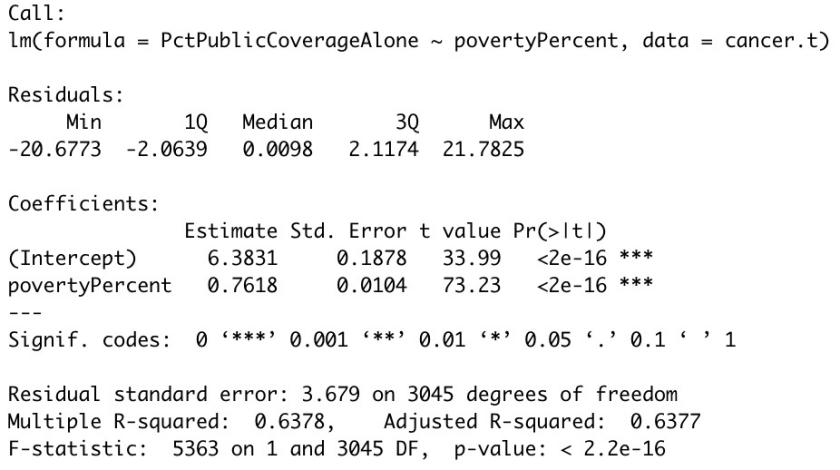 Call:
lm(formula = PctPublicCoverageAlone ~ povertyPercent, data = cancer.t)
Residuals:
Min 1Q Median 3Q Max
-20.6773 -2.0639 0.0098 2.1174 21.7825
Coefficients:
Estimate Std. Error t value Pr(>|t|)
(Intercept) 6.3831 0.1878 33.99 <2e-16 ***
povertyPercent 0.7618 0.0104 73.23 <2e-16 ***
---
Signif. codes: 0 ‘***’ 0.001 ‘**’ 0.01 ‘*’ 0.05 ‘.’ 0.1 ‘ ’ 1
Residual standard error: 3.679 on 3045 degrees of freedom
Multiple R-squared: 0.6378, Adjusted R-squared: 0.6377
F-statistic: 5363 on 1 and 3045 DF, p-value: < 2.2e-16